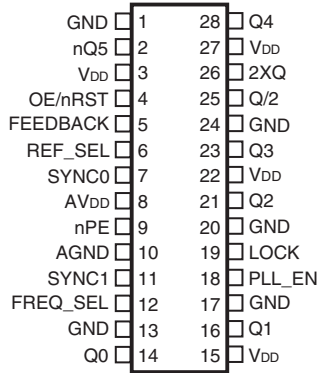 GND 1 28 Q4
nQ5 2 27 VDD
VDD 3 26 2XQ
OE/nRST 4 25 Q/2
FEEDBACK 5 24 GND
REF_SEL 6 23 Q3
SYNC0 7 22 VDD
AVDD 8 21 Q2
nPE 9 20 GND
AGND 10 19 LOCK
SYNC1 11 18 PLL_EN
FREQ_SEL 12 17 GND
GND 13 16 Q1
Q0 14 15 VDD